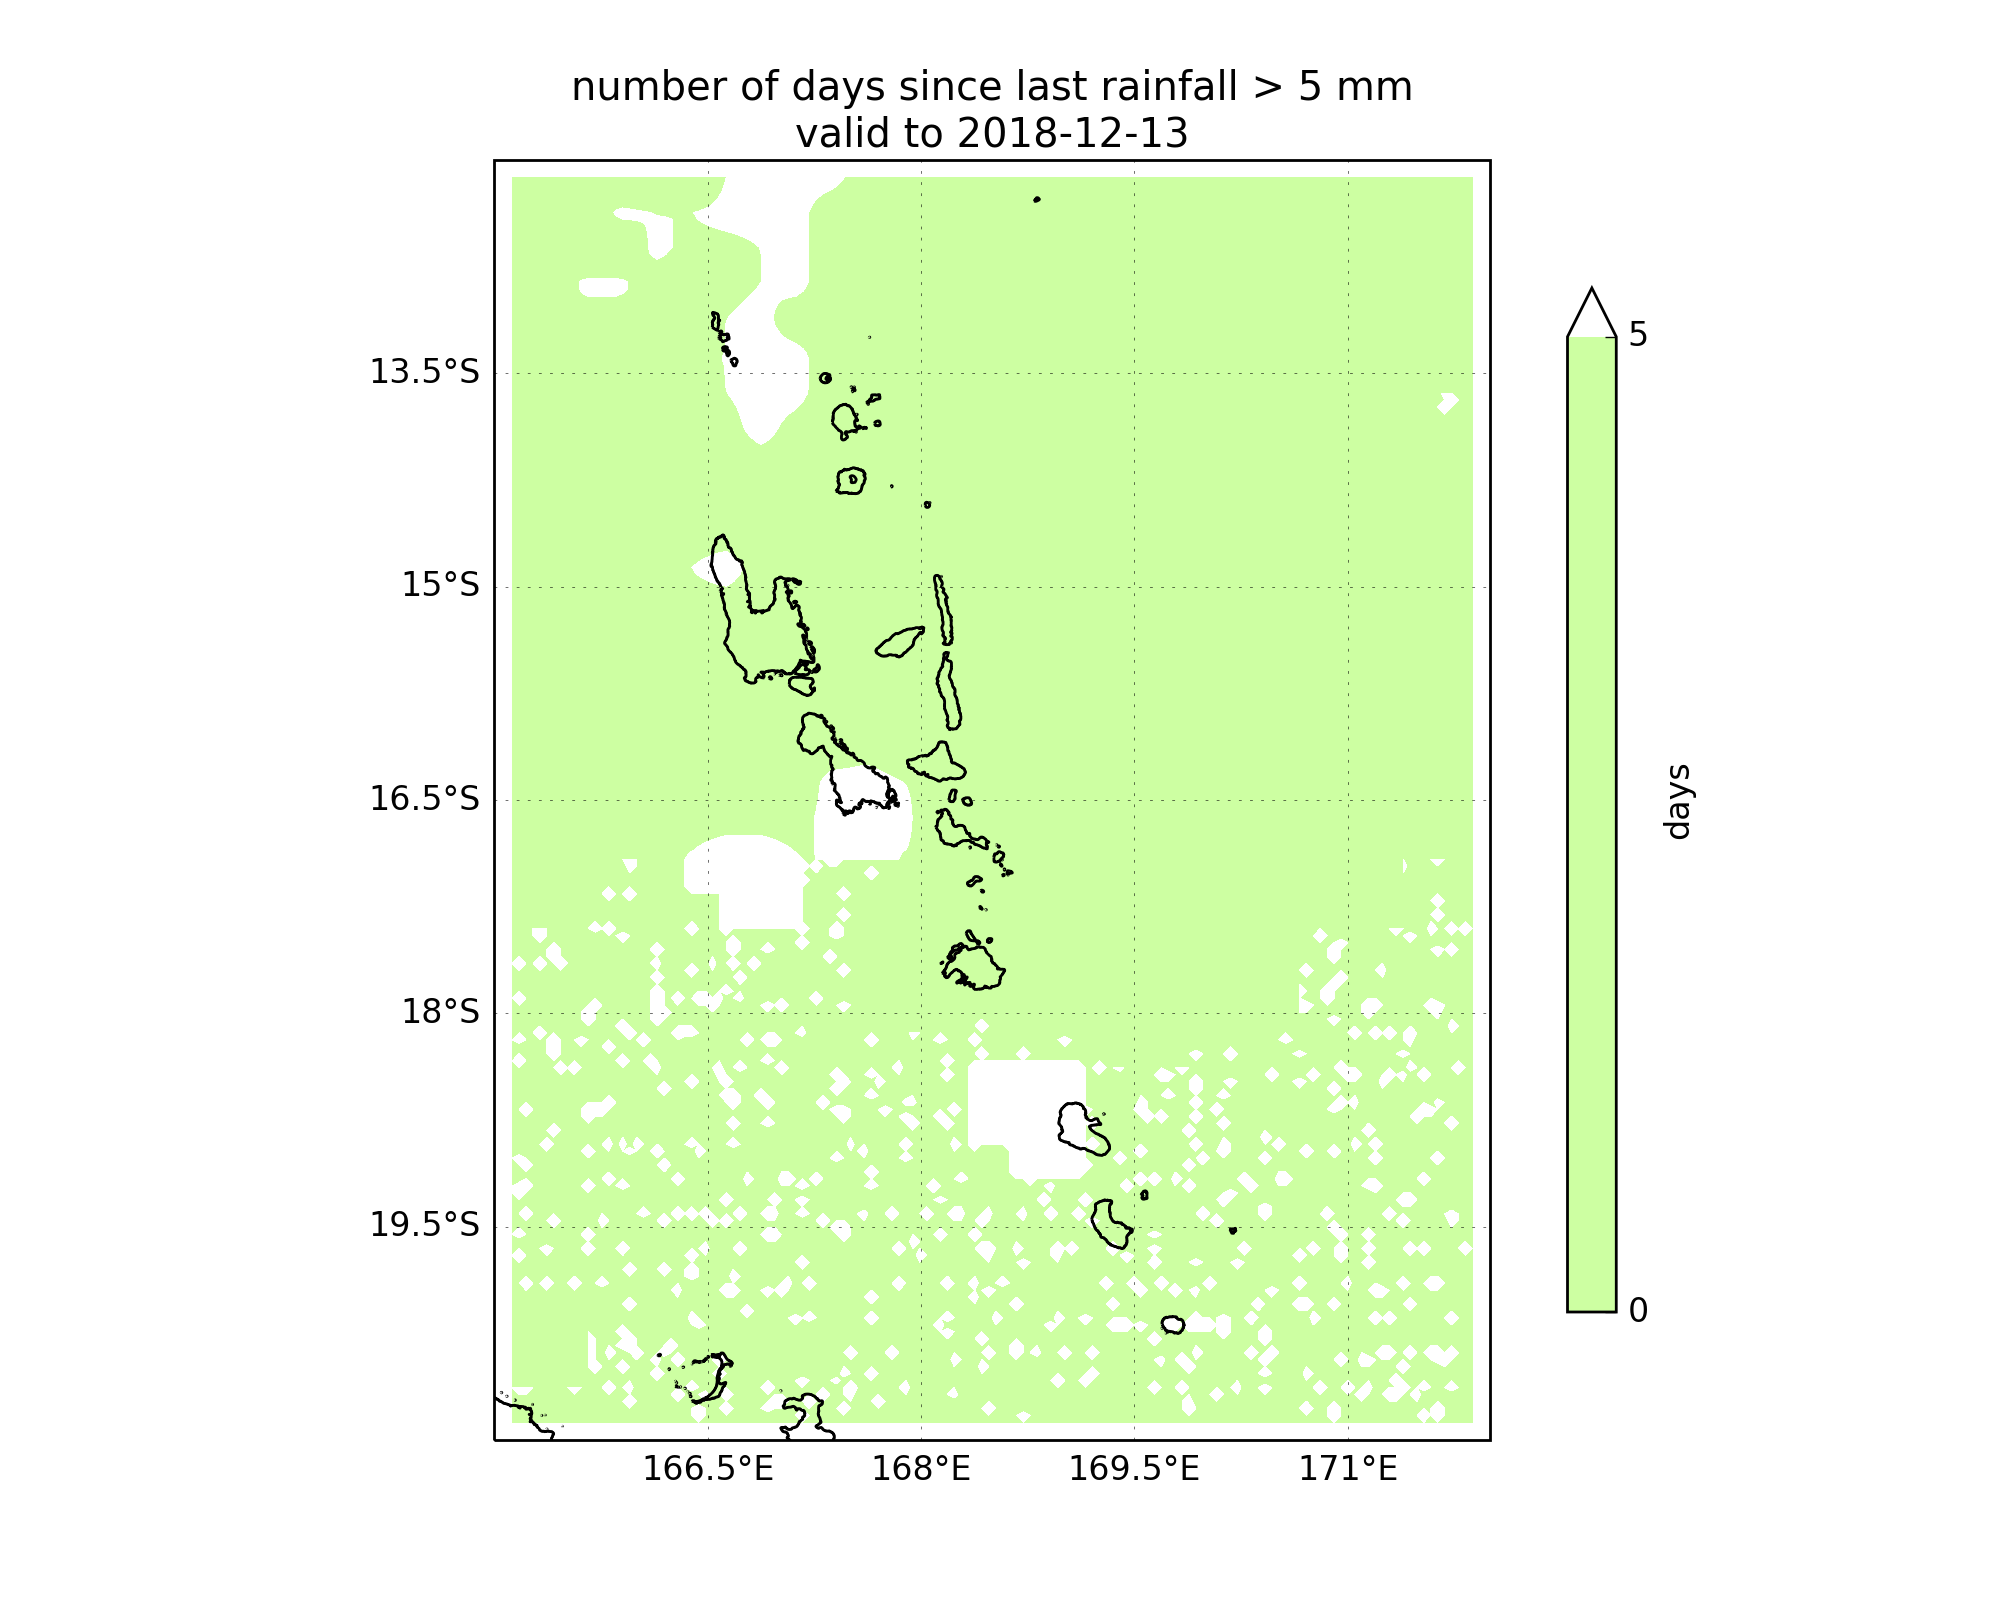 number of days since last rainfall > 5 mm
valid to 2018-12-13
13.5°S
15°S
16.5°S
18°S
19.5°S
166.5°E
168°E
169.5°E
171°E
5
0
days